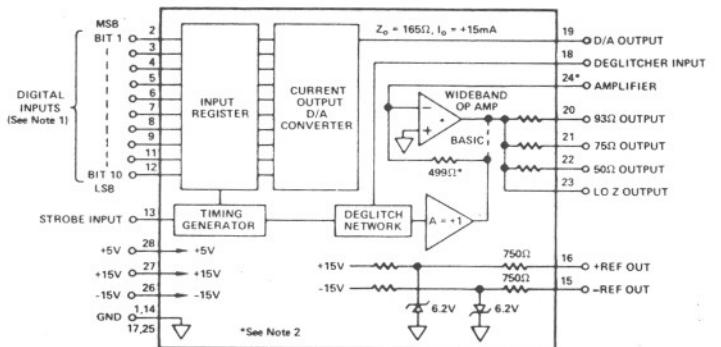 MSB
BIT 1
2
3
4
5
6
7
8
9
11
12
BIT 10
LSB
DIGITAL
INPUTS
(See Note 1)
INPUT
REGISTER
CURRENT
OUTPUT
D/A
CONVERTER
Zo = 165Ω, Io = +15mA
19
D/A OUTPUT
18
DEGLITCHER INPUT
24*
AMPLIFIER
WIDEBAND
OP AMP
−
+
BASIC
499Ω*
20
93Ω OUTPUT
21
75Ω OUTPUT
22
50Ω OUTPUT
23
LO Z OUTPUT
STROBE INPUT
13
TIMING
GENERATOR
DEGLITCH
NETWORK
A = +1
+5V
28
+5V
+15V
27
+15V
-15V
26
-15V
GND
1,14
17,25
*See Note 2
+15V
750Ω
16
+REF OUT
-15V
750Ω
15
−REF OUT
6.2V
6.2V